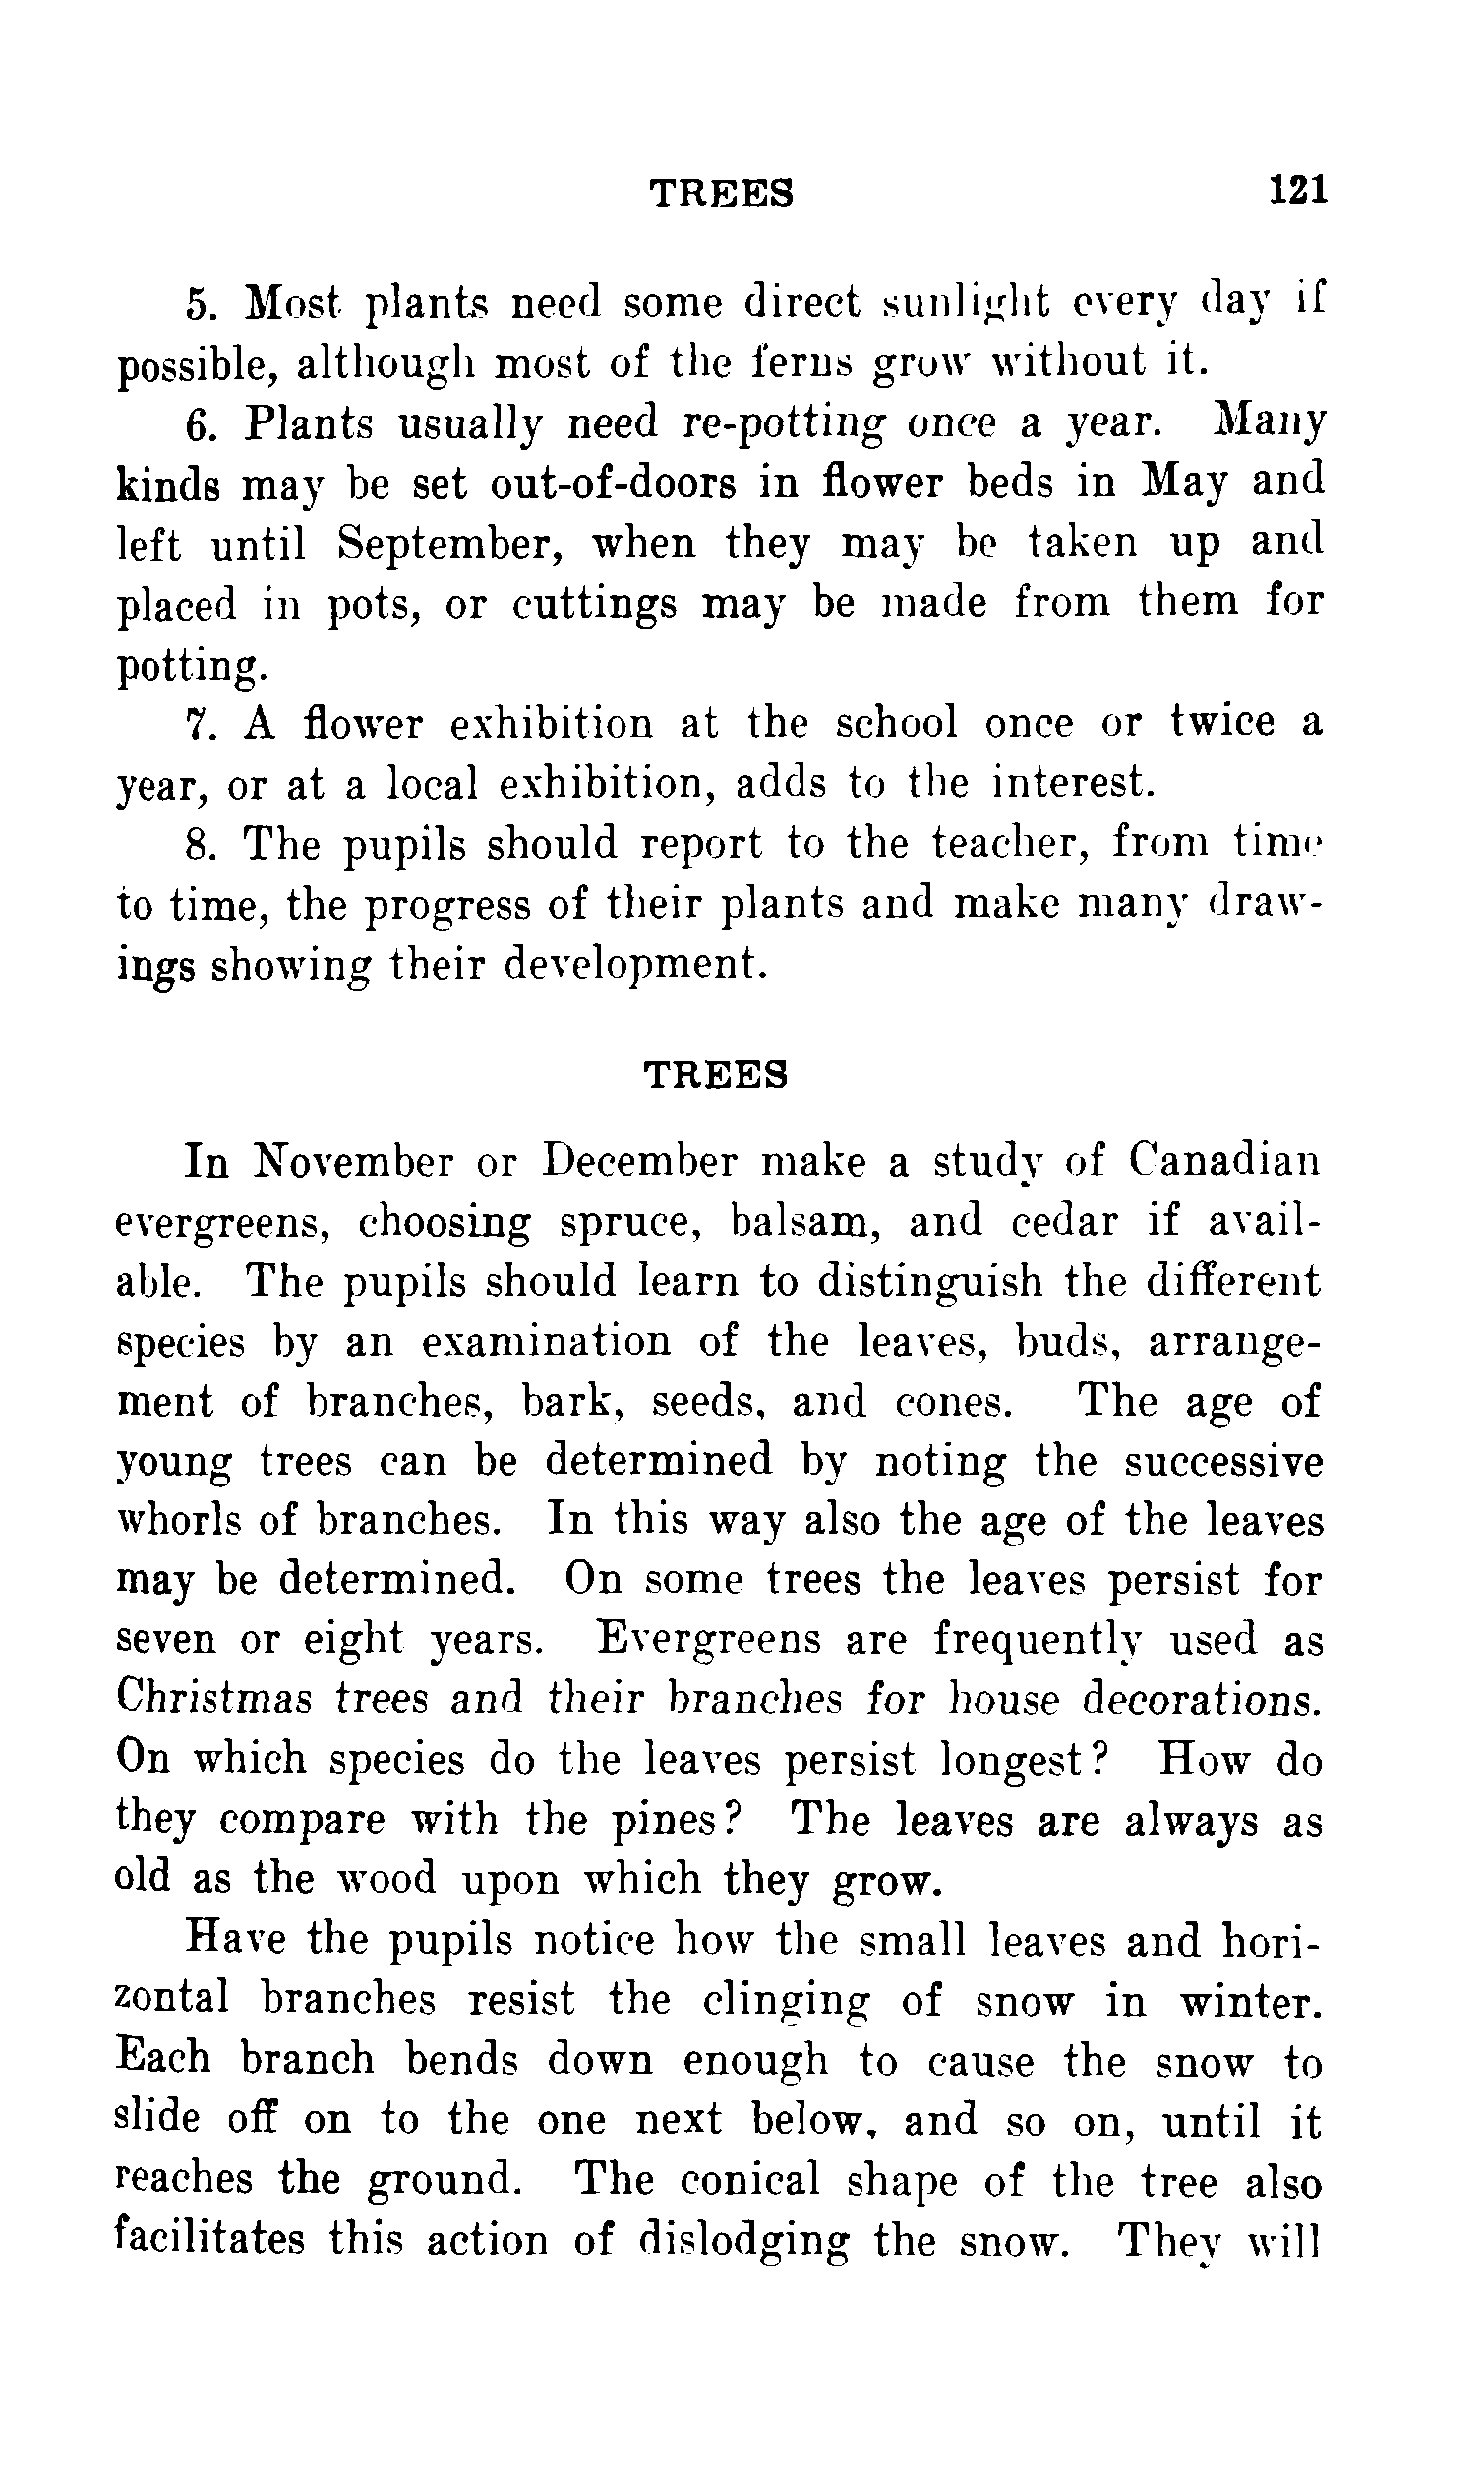 TREES 121
5. Most plants need some direct sunlight every day if
possible, although most of the ferns grow without it.
6. Plants usually need re-potting once a year. Many
kinds may be set out-of-doors in flower beds in May and
left until September, when they may be taken up and
placed in pots, or cuttings may be made from them for
potting.
7. A flower exhibition at the school once or twice a
year, or at a local exhibition, adds to the interest.
8. The pupils should report to the teacher, from time
to time, the progress of their plants and make many draw-
ings showing their development.
TREES
In November or December make a study of Canadian
evergreens, choosing spruce, balsam, and cedar if avail-
able. The pupils should learn to distinguish the different
species by an examination of the leaves, buds, arrange-
ment of branches, bark, seeds, and cones. The age of
young trees can be determined by noting the successive
whorls of branches. In this way also the age of the leaves
may be determined. On some trees the leaves persist for
seven or eight years. Evergreens are frequently used as
Christmas trees and their branches for house decorations.
On which species do the leaves persist longest? How do
they compare with the pines? The leaves are always as
old as the wood upon which they grow.
Have the pupils notice how the small leaves and hori-
zontal branches resist the clinging of snow in winter.
Each branch bends down enough to cause the snow to
slide off on to the one next below, and so on, until it
reaches the ground. The conical shape of the tree also
facilitates this action of dislodging the snow. They will